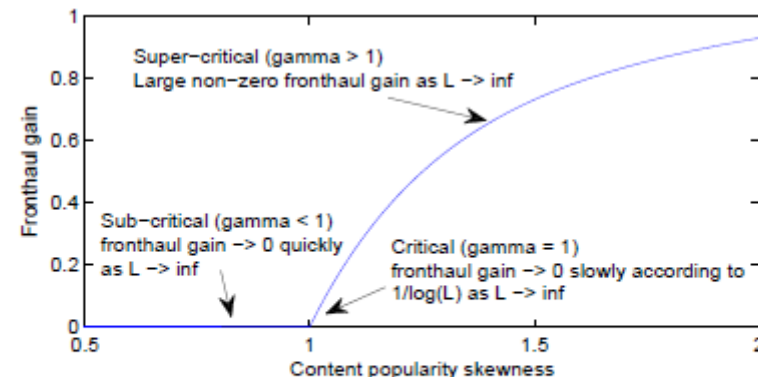 1
Super−critical (gamma > 1)
Large non−zero fronthaul gain as L −> inf
0.8
0.6
Fronthaul gain
0.4
Sub−critical (gamma < 1)
fronthaul gain −> 0 quickly
as L −> inf
0.2
Critical (gamma = 1)
fronthaul gain −> 0 slowly according to
1/log(L) as L −> inf
0
0.5
1
1.5
2
Content popularity skewness